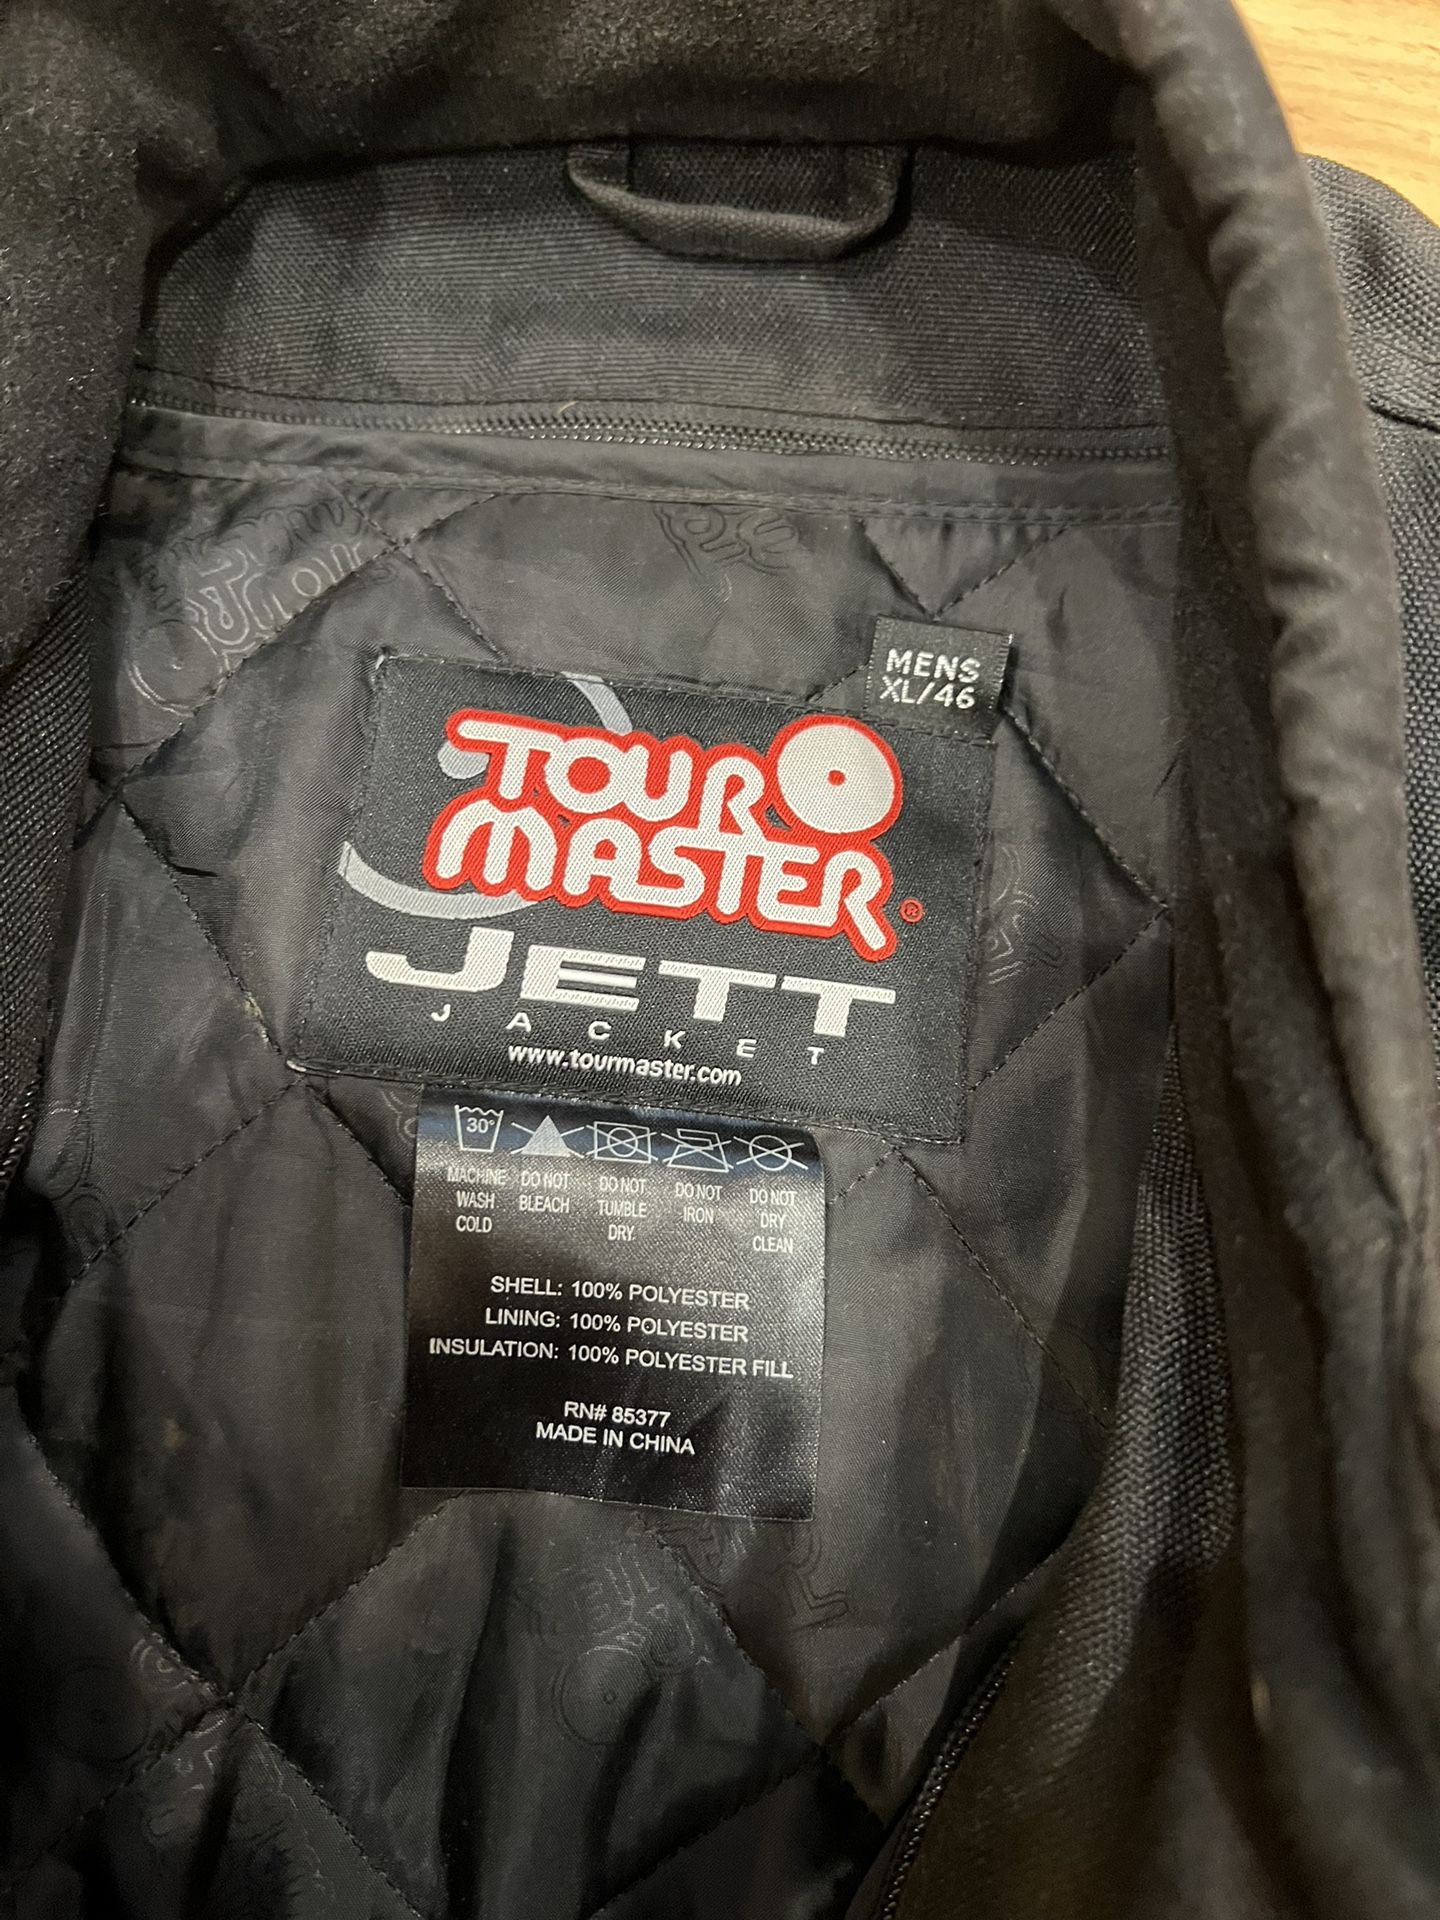 MENS
XL/46
TOUR
MASTER®
JETT
JACKET
www.tourmaster.com
30°
MACHINE WASH COLD
DO NOT BLEACH
DO NOT TUMBLE DRY
DO NOT IRON
DO NOT DRY CLEAN
SHELL: 100% POLYESTER
LINING: 100% POLYESTER
INSULATION: 100% POLYESTER FILL
RN# 85377
MADE IN CHINA